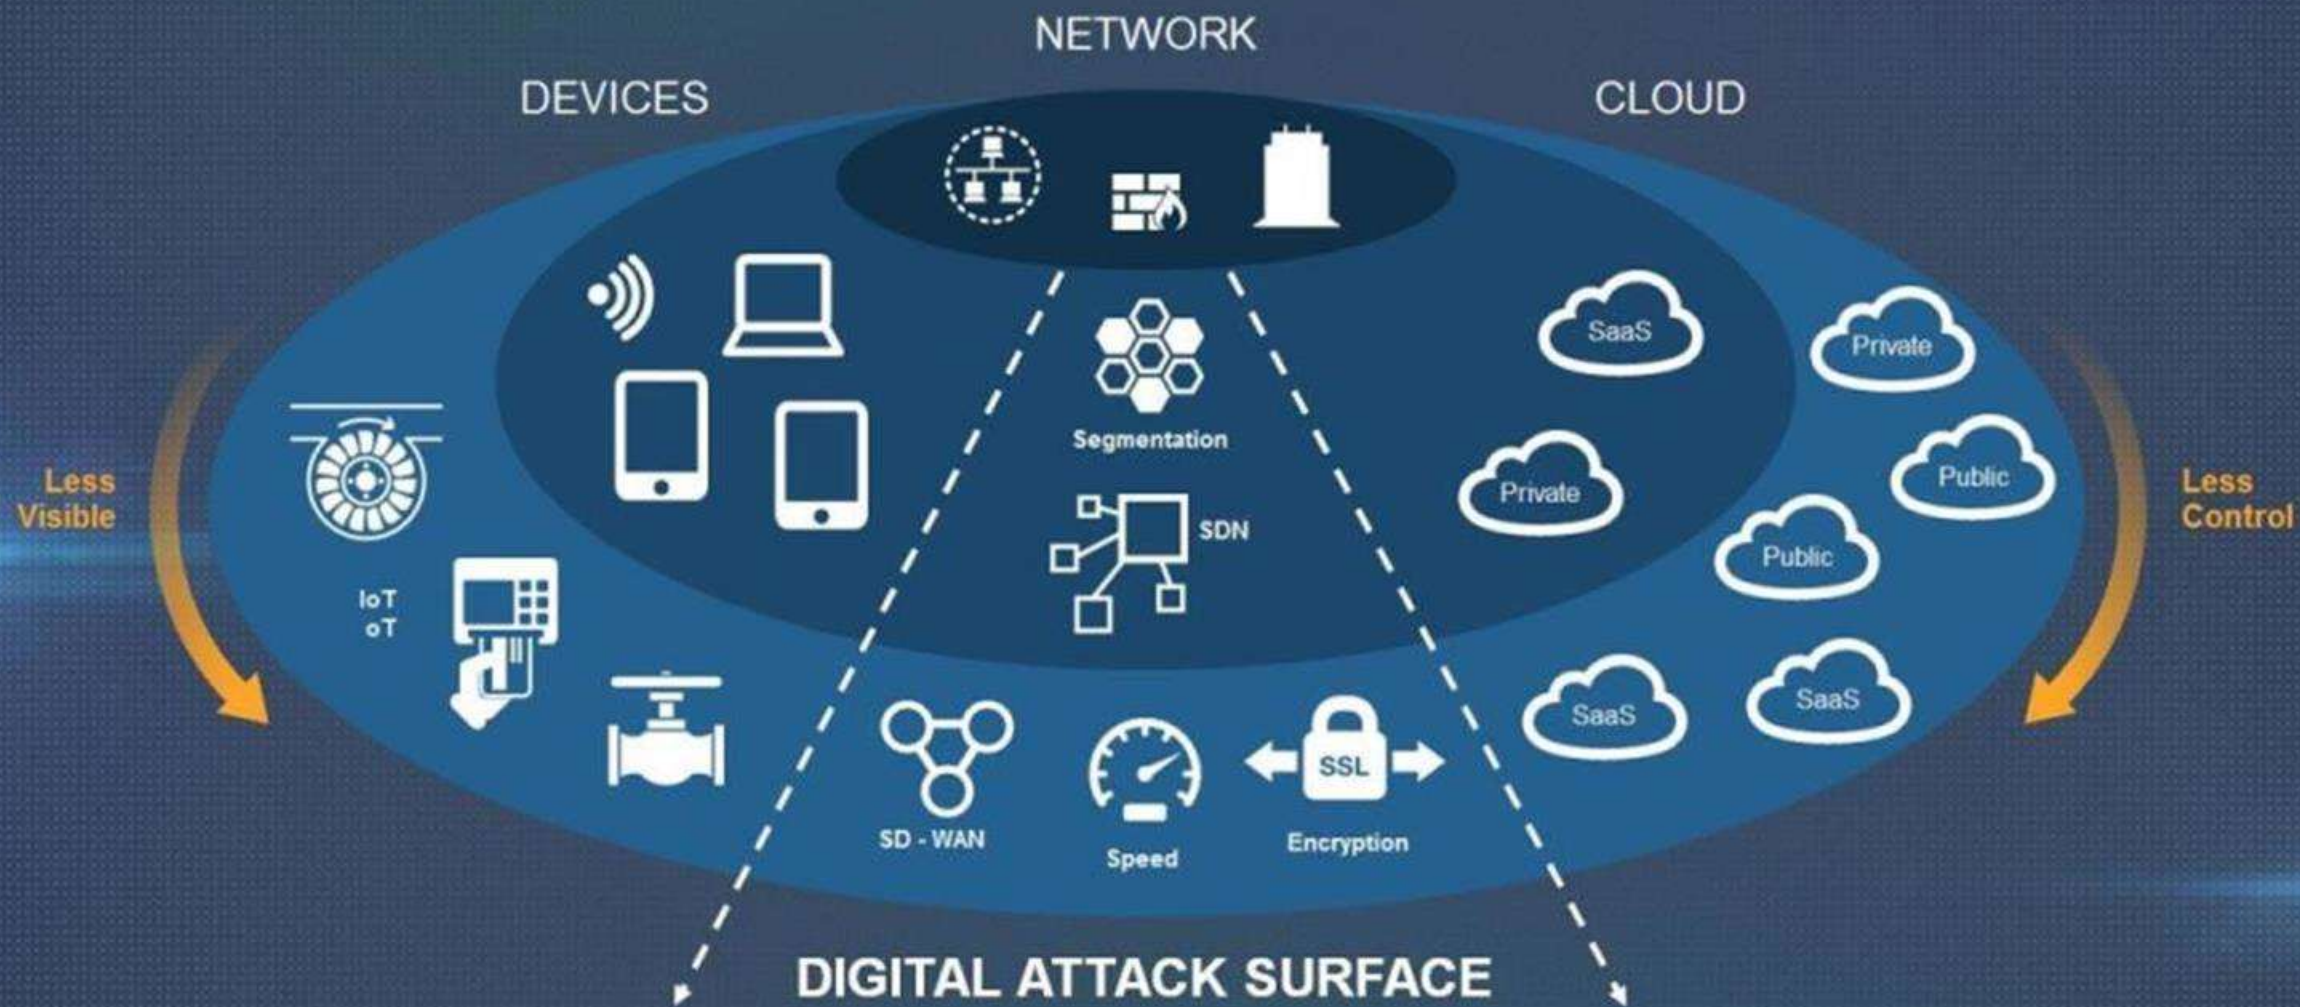 NETWORK
DEVICES
CLOUD
SaaS
Private
Segmentation
Less
Visible
Private
Public
Less
Control
SDN
Public
IoT
oT
SaaS
SaaS
SSL
SD - WAN
Speed
Encryption
DIGITAL ATTACK SURFACE